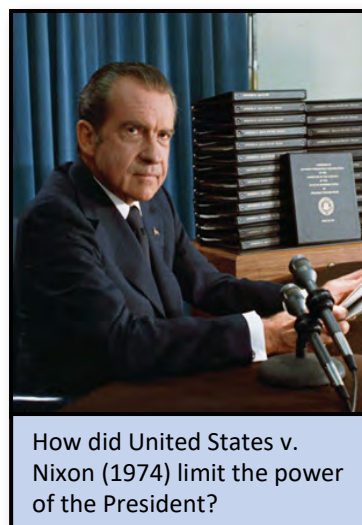 How did United States v.
Nixon (1974) limit the power
of the President?